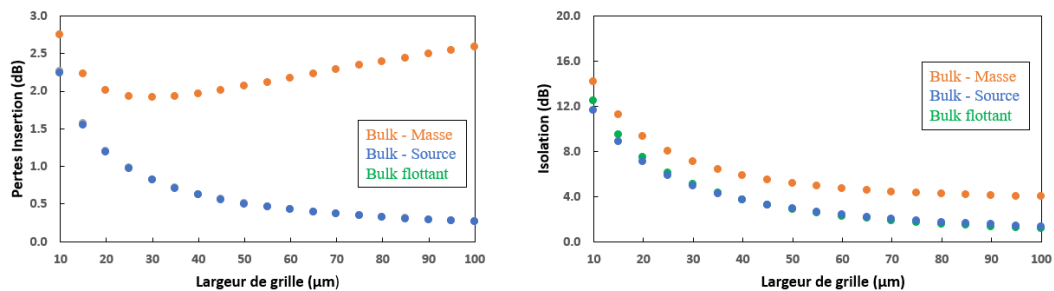 3.0
2.5
2.0
1.5
1.0
0.5
0.0
Pertes Insertion (dB)
Bulk - Masse
Bulk - Source
Bulk flottant
10 20 30 40 50 60 70 80 90 100
Largeur de grille (µm)
20.0
16.0
12.0
8.0
4.0
0.0
Isolation (dB)
Bulk - Masse
Bulk - Source
Bulk flottant
10 20 30 40 50 60 70 80 90 100
Largeur de grille (µm)